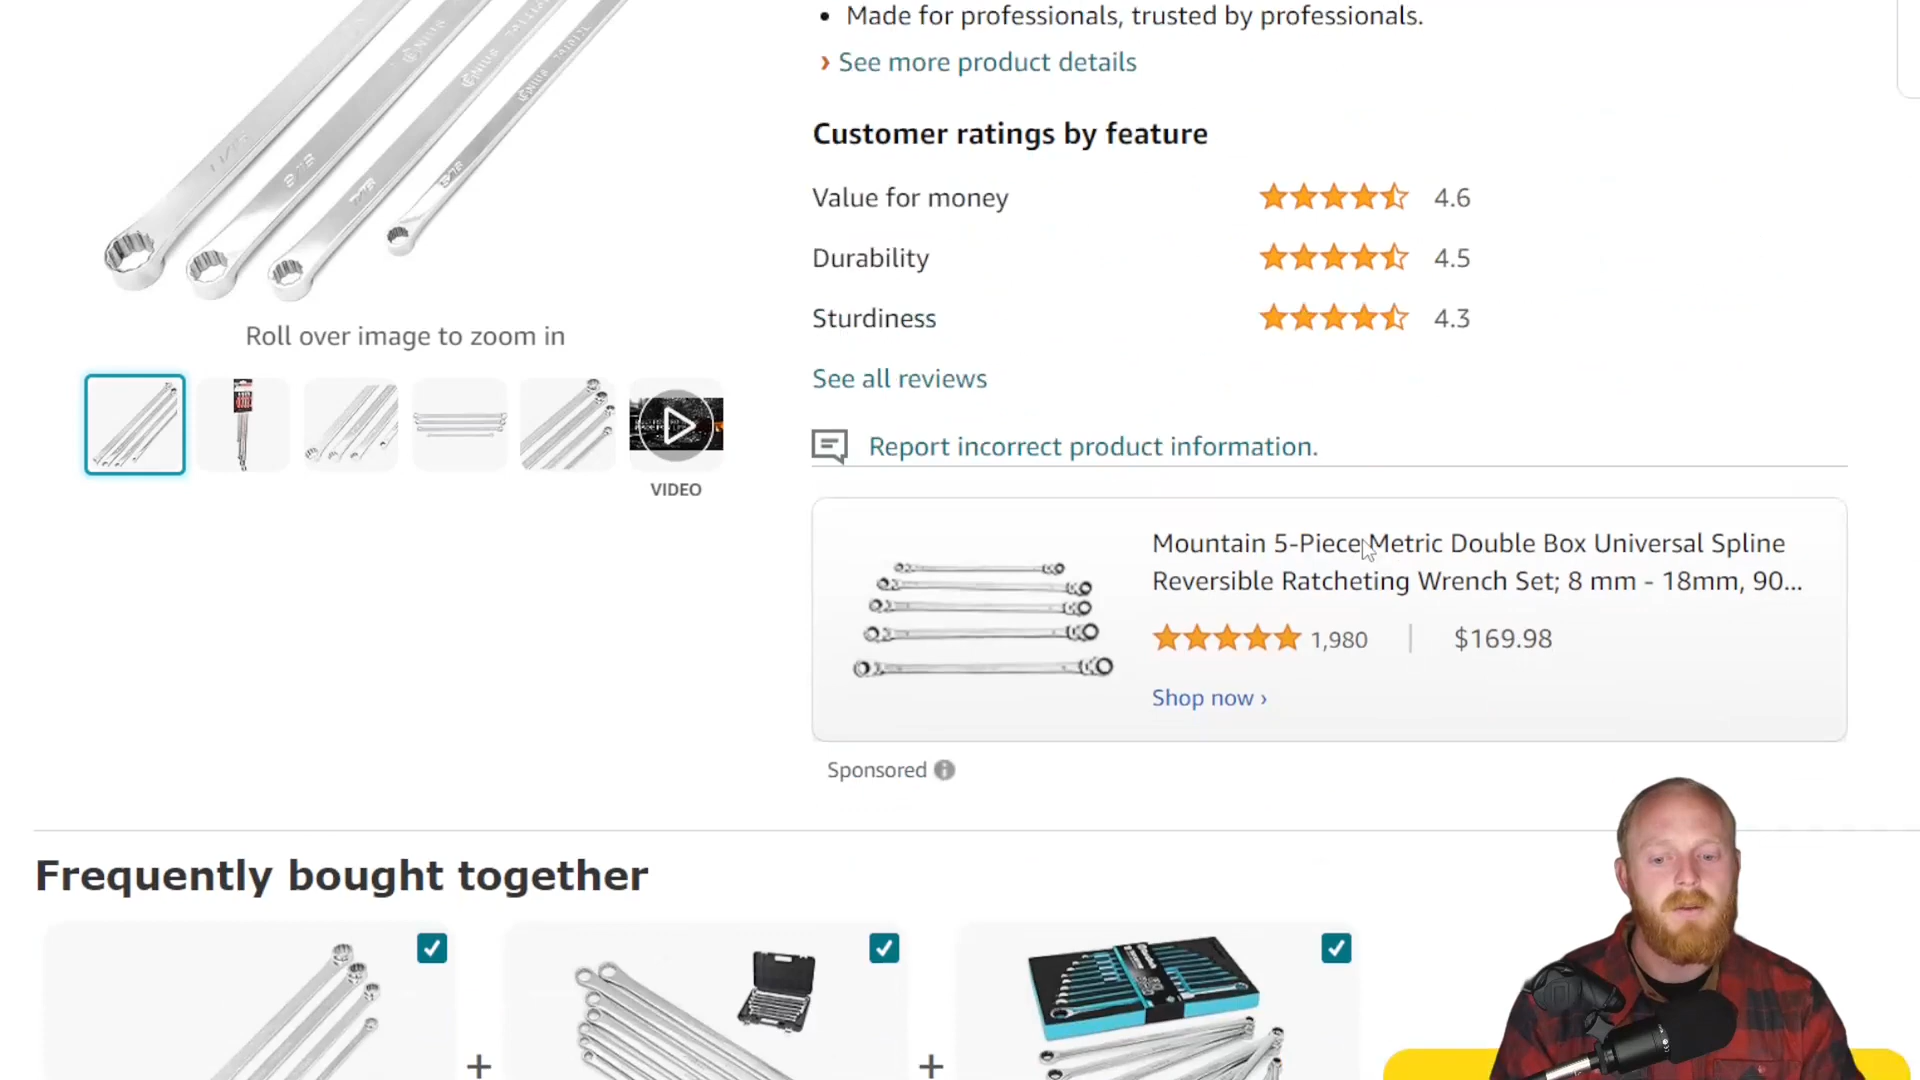 Made for professionals, trusted by professionals.
› See more product details
Customer ratings by feature
Value for money 4.6
Durability 4.5
Sturdiness 4.3
See all reviews
Report incorrect product information.
Roll over image to zoom in
VIDEO
Mountain 5-Piece Metric Double Box Universal Spline
Reversible Ratcheting Wrench Set; 8 mm - 18mm, 90...
1,980 | $169.98
Shop now ›
Sponsored
Frequently bought together
+
+